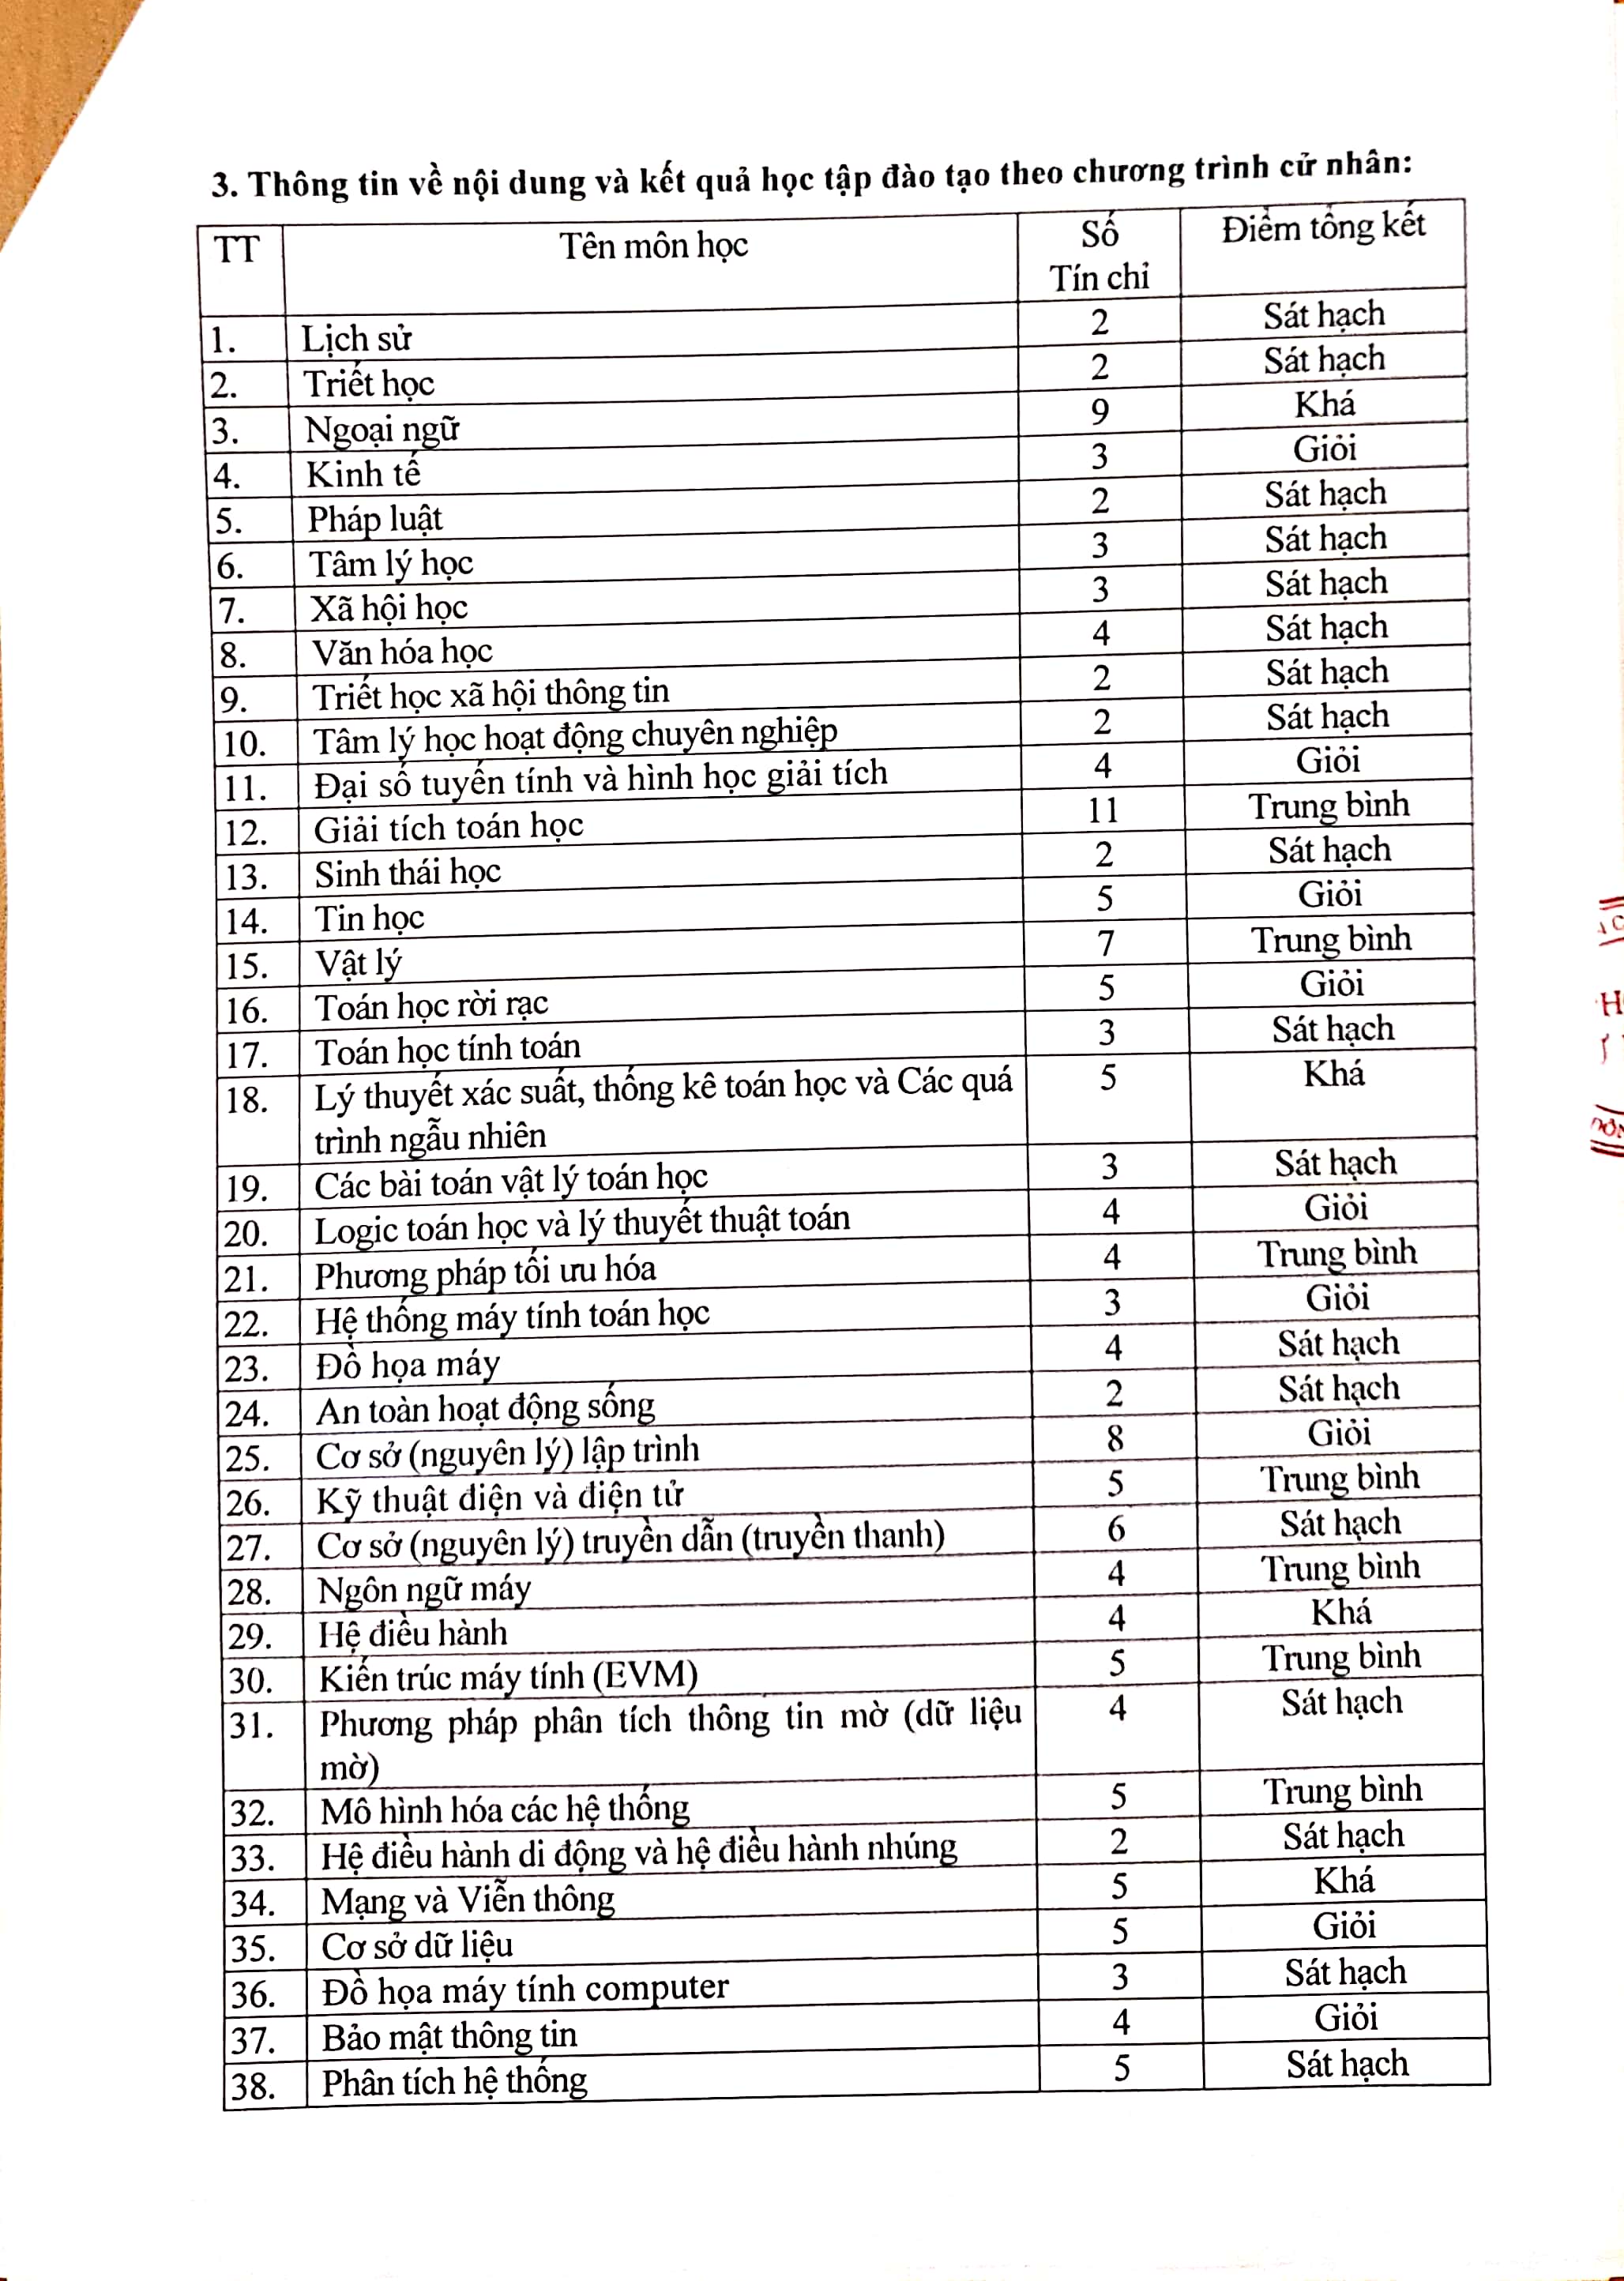 3. Thông tin về nội dung và kết quả học tập đào tạo theo chương trình cử nhân:
TT Tên môn học Số Tín chỉ Điểm tổng kết
1. Lịch sử 2 Sát hạch
2. Triết học 2 Sát hạch
3. Ngoại ngữ 9 Khá
4. Kinh tế 3 Giỏi
5. Pháp luật 2 Sát hạch
6. Tâm lý học 3 Sát hạch
7. Xã hội học 3 Sát hạch
8. Văn hóa học 4 Sát hạch
9. Triết học xã hội thông tin 2 Sát hạch
10. Tâm lý học hoạt động chuyên nghiệp 2 Sát hạch
11. Đại số tuyến tính và hình học giải tích 4 Giỏi
12. Giải tích toán học 11 Trung bình
13. Sinh thái học 2 Sát hạch
14. Tin học 5 Giỏi
15. Vật lý 7 Trung bình
16. Toán học rời rạc 5 Giỏi
17. Toán học tính toán 3 Sát hạch
18. Lý thuyết xác suất, thống kê toán học và Các quá 5 Khá
trình ngẫu nhiên
19. Các bài toán vật lý toán học 3 Sát hạch
20. Logic toán học và lý thuyết thuật toán 4 Giỏi
21. Phương pháp tối ưu hóa 4 Trung bình
22. Hệ thống máy tính toán học 3 Giỏi
23. Đồ họa máy 4 Sát hạch
24. An toàn hoạt động sống 2 Sát hạch
25. Cơ sở (nguyên lý) lập trình 8 Giỏi
26. Kỹ thuật điện và điện tử 5 Trung bình
27. Cơ sở (nguyên lý) truyền dẫn (truyền thanh) 6 Sát hạch
28. Ngôn ngữ máy 4 Trung bình
29. Hệ điều hành 4 Khá
30. Kiến trúc máy tính (EVM) 5 Trung bình
31. Phương pháp phân tích thông tin mờ (dữ liệu 4 Sát hạch
mờ)
32. Mô hình hóa các hệ thống 5 Trung bình
33. Hệ điều hành di động và hệ điều hành nhúng 2 Sát hạch
34. Mạng và Viễn thông 5 Khá
35. Cơ sở dữ liệu 5 Giỏi
36. Đồ họa máy tính computer 3 Sát hạch
37. Bảo mật thông tin 4 Giỏi
38. Phân tích hệ thống 5 Sát hạch